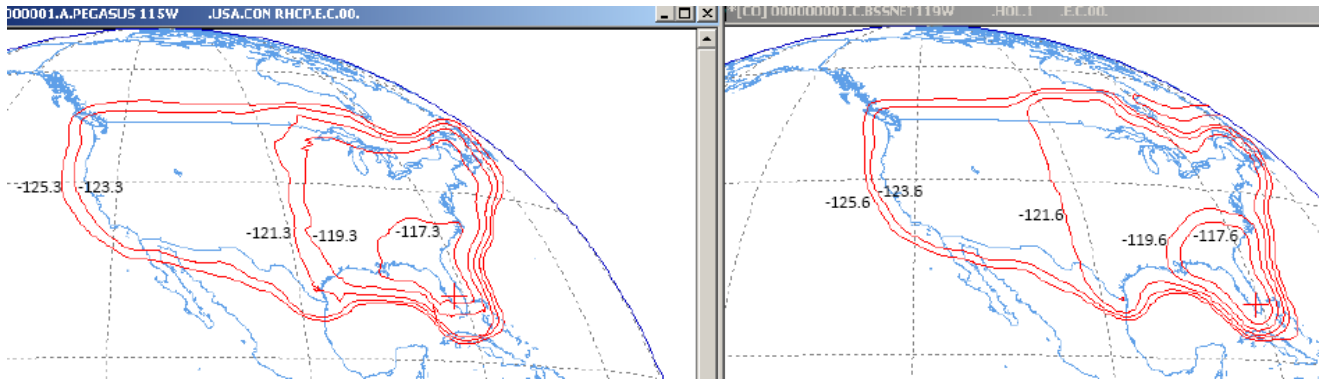 000001.A.PEGASUS 115W .USA.CON RHCP.E.C.00.
*[CO] 000000001.C.BSSNET119W .HOL.1 .E.C.00.
-125.3 -123.3
-121.3 -119.3 -117.3
-125.6 -123.6
-121.6
-119.6 -117.6